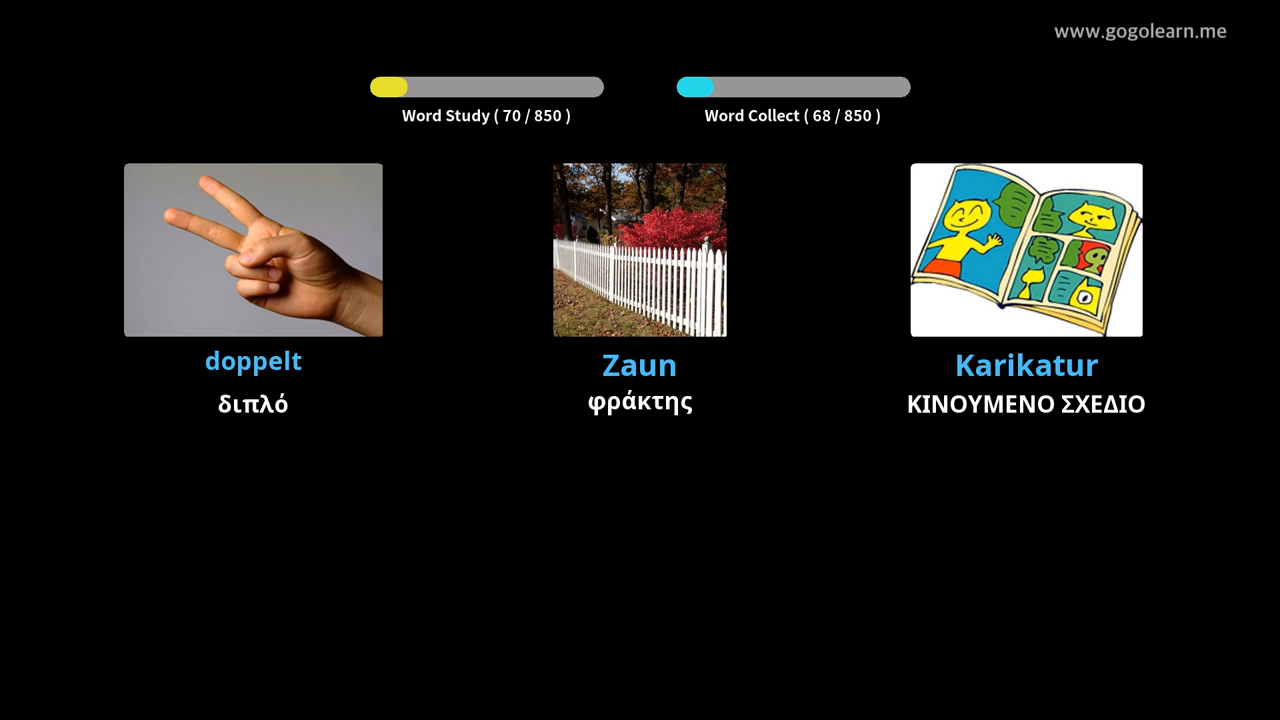 www.gogolearn.me
Word Study ( 70 / 850 )
Word Collect ( 68 / 850 )
doppelt
Zaun
Karikatur
διπλό
φράκτης
ΚΙΝΟΥΜΕΝΟ ΣΧΕΔΙΟ